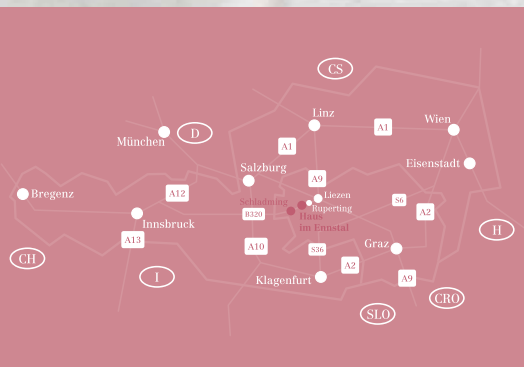 CS
Linz
Wien
A1
München
D
A1
Eisenstadt
Salzburg
A9
Bregenz
A12
Liezen
Schladming
Ruperting
B320
Haus
im Ennstal
S6
A2
Innsbruck
H
A13
A10
S36
Graz
CH
I
Klagenfurt
A2
A9
CRO
SLO